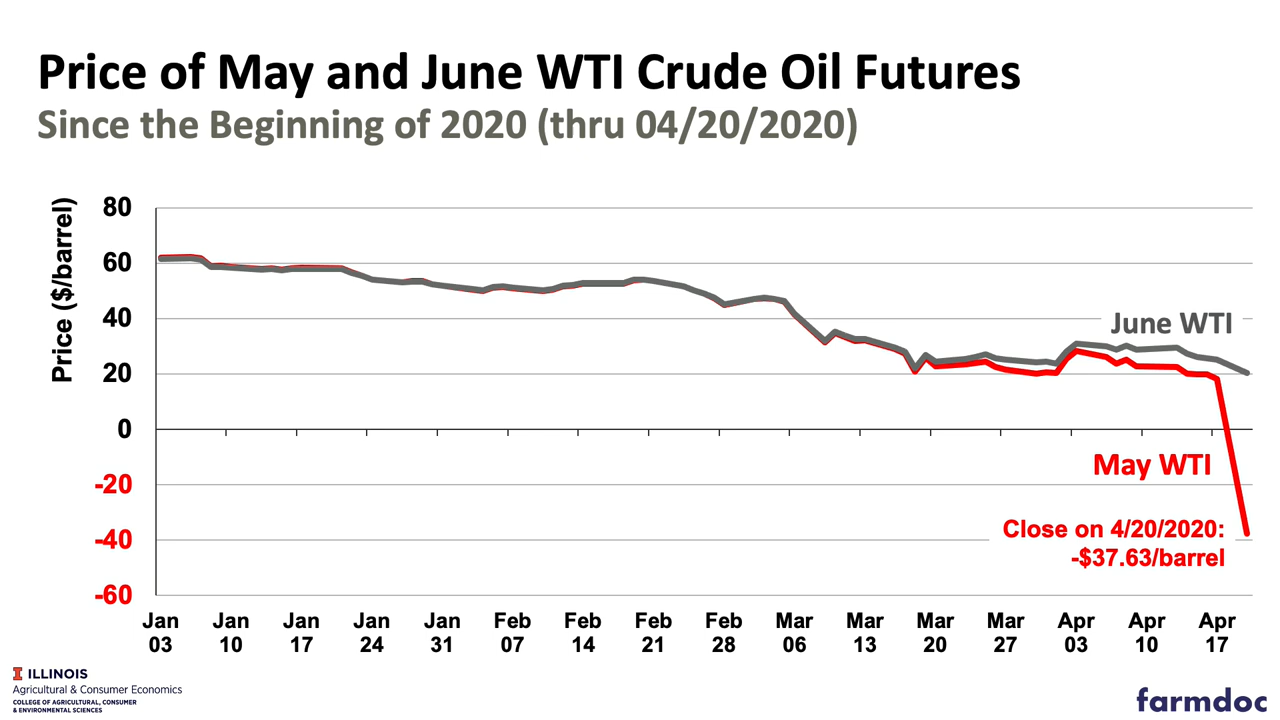 Price of May and June WTI Crude Oil Futures
Since the Beginning of 2020 (thru 04/20/2020)
Price ($/barrel)
80
60
40
20
0
-20
-40
-60
June WTI
May WTI
Close on 4/20/2020:
-$37.63/barrel
Jan Jan Jan Jan Jan Feb Feb Feb Feb Mar Mar Mar Mar Apr Apr Apr
03 10 17 24 31 07 14 21 28 06 13 20 27 03 10 17
I ILLINOIS
Agricultural & Consumer Economics
COLLEGE OF AGRICULTURAL, CONSUMER
& ENVIRONMENTAL SCIENCES
farmdoc